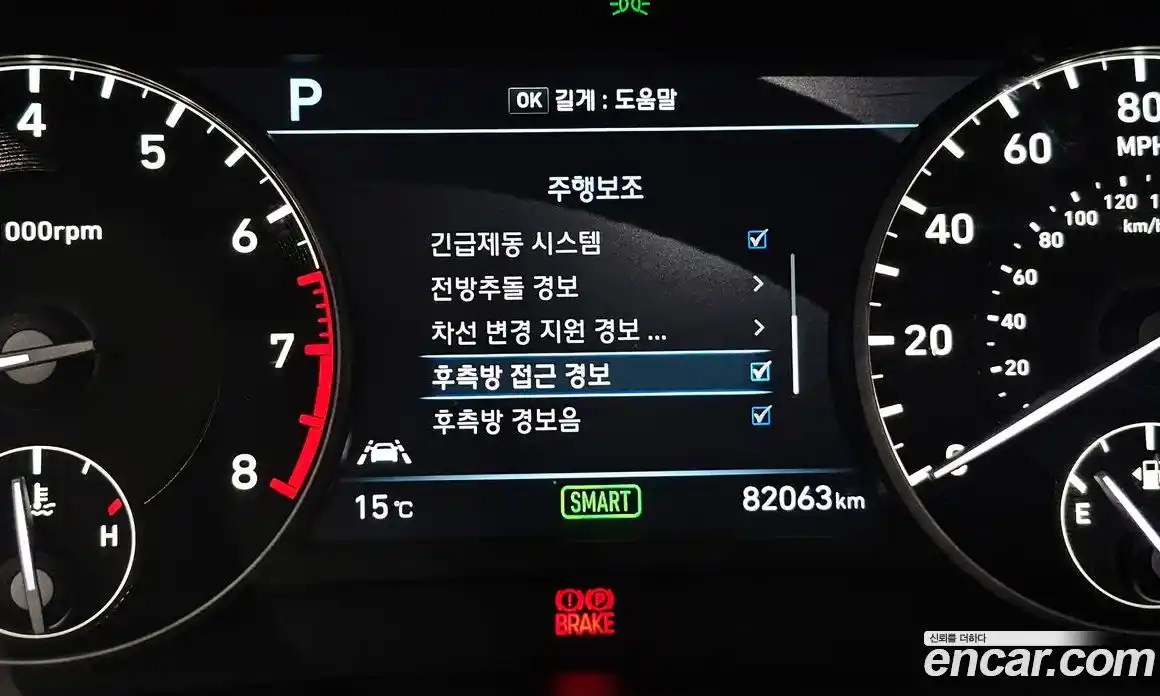 P
OK 길게 : 도움말
주행보조
긴급제동 시스템
전방추돌 경보
차선 변경 지원 경보 ...
후측방 접근 경보
후측방 경보음
15°C
SMART
82063 km
4
5
6
7
8
000rpm
H
0
20
40
60
80
MPH
20
40
60
80
100
120
km/h
E
BRAKE
신뢰를 더하다
encar.com